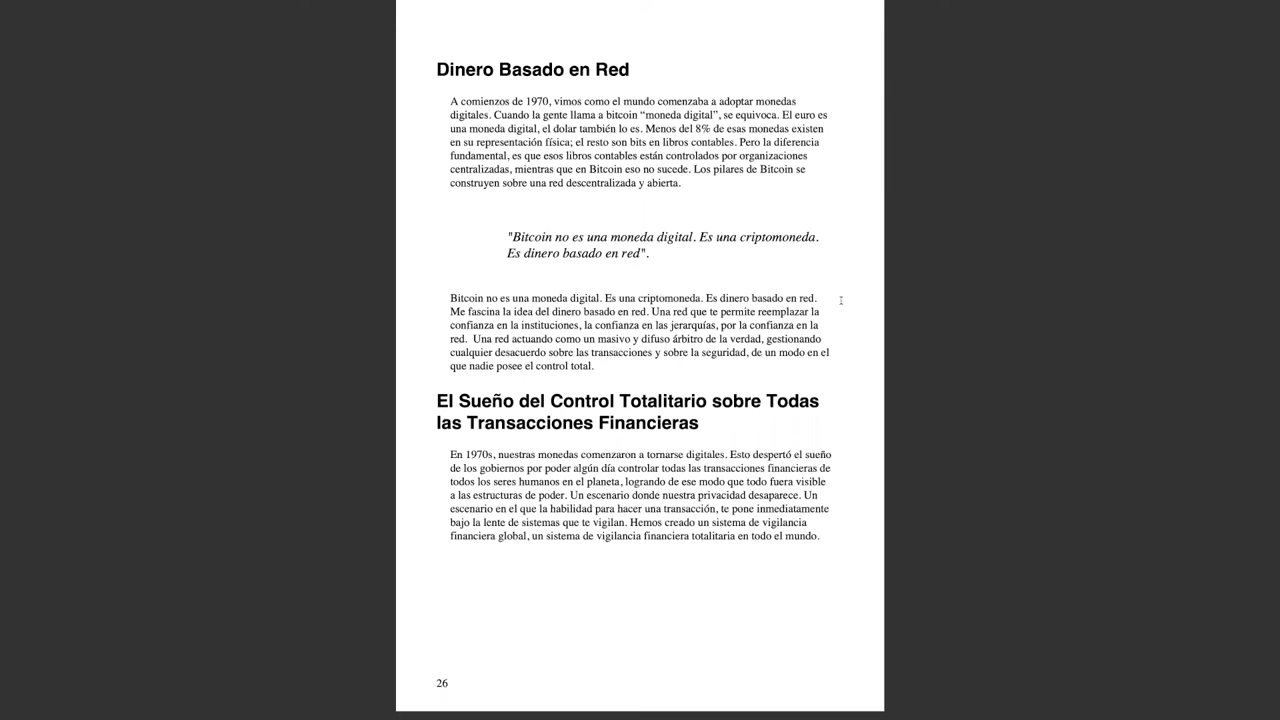 Dinero Basado en Red
A comienzos de 1970, vimos como el mundo comenzaba a adoptar monedas
digitales. Cuando la gente llama a bitcoin “moneda digital”, se equivoca. El euro es
una moneda digital, el dolar también lo es. Menos del 8% de esas monedas existen
en su representación física; el resto son bits en libros contables. Pero la diferencia
fundamental, es que esos libros contables están controlados por organizaciones
centralizadas, mientras que en Bitcoin eso no sucede. Los pilares de Bitcoin se
construyen sobre una red descentralizada y abierta.
"Bitcoin no es una moneda digital. Es una criptomoneda.
Es dinero basado en red".
Bitcoin no es una moneda digital. Es una criptomoneda. Es dinero basado en red.
Me fascina la idea del dinero basado en red. Una red que te permite reemplazar la
confianza en la instituciones, la confianza en las jerarquías, por la confianza en la
red.  Una red actuando como un masivo y difuso árbitro de la verdad, gestionando
cualquier desacuerdo sobre las transacciones y sobre la seguridad, de un modo en el
que nadie posee el control total.
El Sueño del Control Totalitario sobre Todas
las Transacciones Financieras
En 1970s, nuestras monedas comenzaron a tornarse digitales. Esto despertó el sueño
de los gobiernos por poder algún día controlar todas las transacciones financieras de
todos los seres humanos en el planeta, logrando de ese modo que todo fuera visible
a las estructuras de poder. Un escenario donde nuestra privacidad desaparece. Un
escenario en el que la habilidad para hacer una transacción, te pone inmediatamente
bajo la lente de sistemas que te vigilan. Hemos creado un sistema de vigilancia
financiera global, un sistema de vigilancia financiera totalitaria en todo el mundo.
26